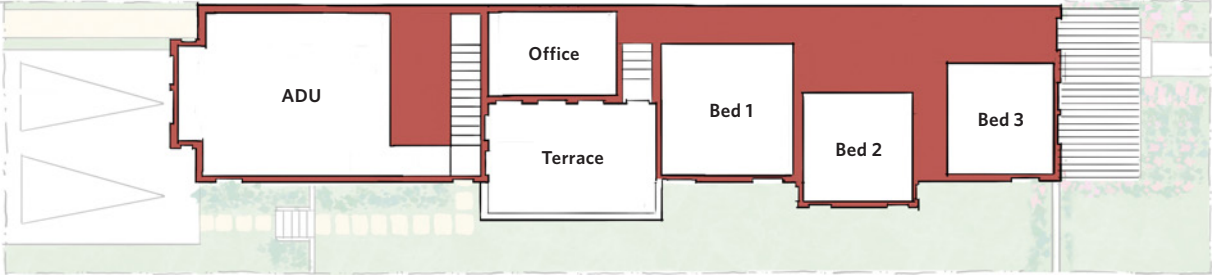 ADU
Office
Terrace
Bed 1
Bed 2
Bed 3